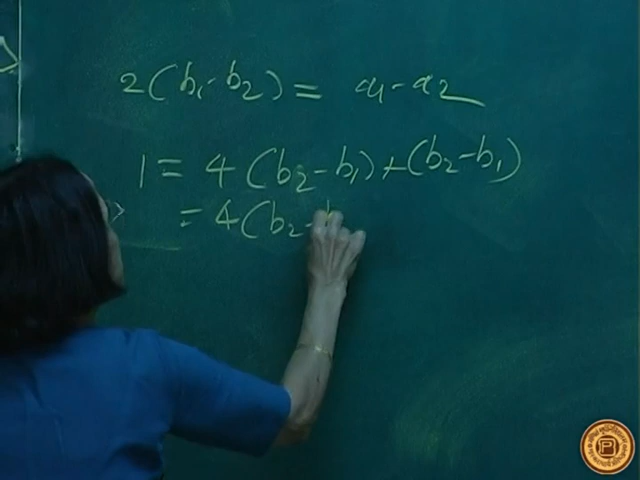 2(b₁-b₂) = a₁-a₂
1 = 4(b₂-b₁)+(b₂-b₁)
= 4(b₂-b